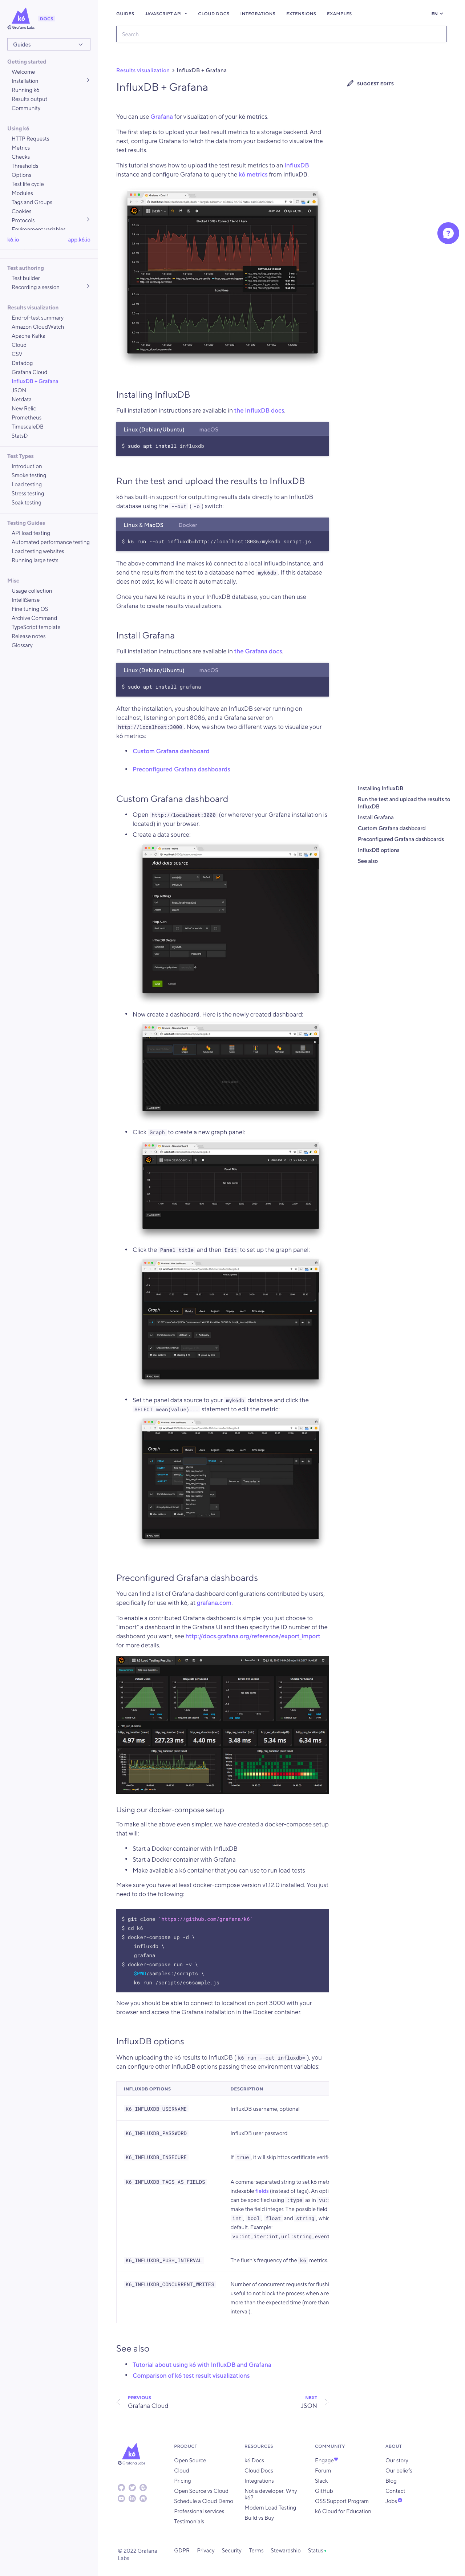 k6
DOCS
GrafanaLabs
Guides
Getting started
Welcome
Installation
Running k6
Results output
Community
Using k6
HTTP Requests
Metrics
Checks
Thresholds
Options
Test life cycle
Modules
Tags and Groups
Cookies
Protocols
Environment variables
k6.io
app.k6.io
Test authoring
Test builder
Recording a session
Results visualization
End-of-test summary
Amazon CloudWatch
Apache Kafka
Cloud
CSV
Datadog
Grafana Cloud
InfluxDB + Grafana
JSON
Netdata
New Relic
Prometheus
TimescaleDB
StatsD
Test Types
Introduction
Smoke testing
Load testing
Stress testing
Soak testing
Testing Guides
API load testing
Automated performance testing
Load testing websites
Running large tests
Misc
Usage collection
IntelliSense
Fine tuning OS
Archive Command
TypeScript template
Release notes
Glossary
GUIDES
JAVASCRIPT API
CLOUD DOCS
INTEGRATIONS
EXTENSIONS
EXAMPLES
EN
Search
Results visualization > InfluxDB + Grafana
InfluxDB + Grafana
SUGGEST EDITS
You can use Grafana for visualization of your k6 metrics.
The first step is to upload your test result metrics to a storage backend. And
next, configure Grafana to fetch the data from your backend to visualize the
test results.
This tutorial shows how to upload the test result metrics to an InfluxDB
instance and configure Grafana to query the k6 metrics from InfluxDB.
Installing InfluxDB
Full installation instructions are available in the InfluxDB docs.
Linux (Debian/Ubuntu)
macOS
$ sudo apt install influxdb
Run the test and upload the results to InfluxDB
k6 has built-in support for outputting results data directly to an InfluxDB
database using the --out ( -o ) switch:
Linux & MacOS
Docker
$ k6 run --out influxdb=http://localhost:8086/myk6db script.js
The above command line makes k6 connect to a local influxdb instance, and
send the results from the test to a database named myk6db . If this database
does not exist, k6 will create it automatically.
Once you have k6 results in your InfluxDB database, you can then use
Grafana to create results visualizations.
Install Grafana
Full installation instructions are available in the Grafana docs.
Linux (Debian/Ubuntu)
macOS
$ sudo apt install grafana
After the installation, you should have an InfluxDB server running on
localhost, listening on port 8086, and a Grafana server on
http://localhost:3000 . Now, we show two different ways to visualize your
k6 metrics:
• Custom Grafana dashboard
• Preconfigured Grafana dashboards
Custom Grafana dashboard
• Open http://localhost:3000 (or wherever your Grafana installation is
located) in your browser.
• Create a data source:
Add data source
• Now create a dashboard. Here is the newly created dashboard:
• Click Graph to create a new graph panel:
• Click the Panel title and then Edit to set up the graph panel:
Graph
• Set the panel data source to your myk6db database and click the
SELECT mean(value)... statement to edit the metric:
Graph
Installing InfluxDB
Run the test and upload the results to
InfluxDB
Install Grafana
Custom Grafana dashboard
Preconfigured Grafana dashboards
InfluxDB options
See also
Preconfigured Grafana dashboards
You can find a list of Grafana dashboard configurations contributed by users,
specifically for use with k6, at grafana.com.
To enable a contributed Grafana dashboard is simple: you just choose to
"import" a dashboard in the Grafana UI and then specify the ID number of the
dashboard you want, see http://docs.grafana.org/reference/export_import
for more details.
4.97 ms
227.23 ms
4.40 ms
3.48 ms
5.34 ms
6.34 ms
Using our docker-compose setup
To make all the above even simpler, we have created a docker-compose setup
that will:
• Start a Docker container with InfluxDB
• Start a Docker container with Grafana
• Make available a k6 container that you can use to run load tests
Make sure you have at least docker-compose version v1.12.0 installed. You just
need to do the following:
$ git clone 'https://github.com/grafana/k6'
$ cd k6
$ docker-compose up -d \
influxdb \
grafana
$ docker-compose run -v \
$PWD/samples:/scripts \
k6 run /scripts/es6sample.js
Now you should be able to connect to localhost on port 3000 with your
browser and access the Grafana installation in the Docker container.
InfluxDB options
When uploading the k6 results to InfluxDB ( k6 run --out influxdb= ), you
can configure other InfluxDB options passing these environment variables:
INFLUXDB OPTIONS
DESCRIPTION
K6_INFLUXDB_USERNAME
InfluxDB username, optional
K6_INFLUXDB_PASSWORD
InfluxDB user password
K6_INFLUXDB_INSECURE
If true , it will skip https certificate verifi
K6_INFLUXDB_TAGS_AS_FIELDS
A comma-separated string to set k6 metri
indexable fields (instead of tags). An opti
can be specified using :type as in vu:
make the field integer. The possible field
int , bool , float and string , whic
default. Example:
vu:int,iter:int,url:string,event
K6_INFLUXDB_PUSH_INTERVAL
The flush's frequency of the k6 metrics.
K6_INFLUXDB_CONCURRENT_WRITES
Number of concurrent requests for flushi
useful to not block the process when a re
more than the expected time (more than
interval).
See also
• Tutorial about using k6 with InfluxDB and Grafana
• Comparison of k6 test result visualizations
PREVIOUS
Grafana Cloud
NEXT
JSON
k6
GrafanaLabs
PRODUCT
Open Source
Cloud
Pricing
Open Source vs Cloud
Schedule a Cloud Demo
Professional services
Testimonials
RESOURCES
k6 Docs
Cloud Docs
Integrations
Not a developer. Why
k6?
Modern Load Testing
Build vs Buy
COMMUNITY
Engage
Forum
Slack
GitHub
OSS Support Program
k6 Cloud for Education
ABOUT
Our story
Our beliefs
Blog
Contact
Jobs
© 2022 Grafana
Labs
GDPR
Privacy
Security
Terms
Stewardship
Status